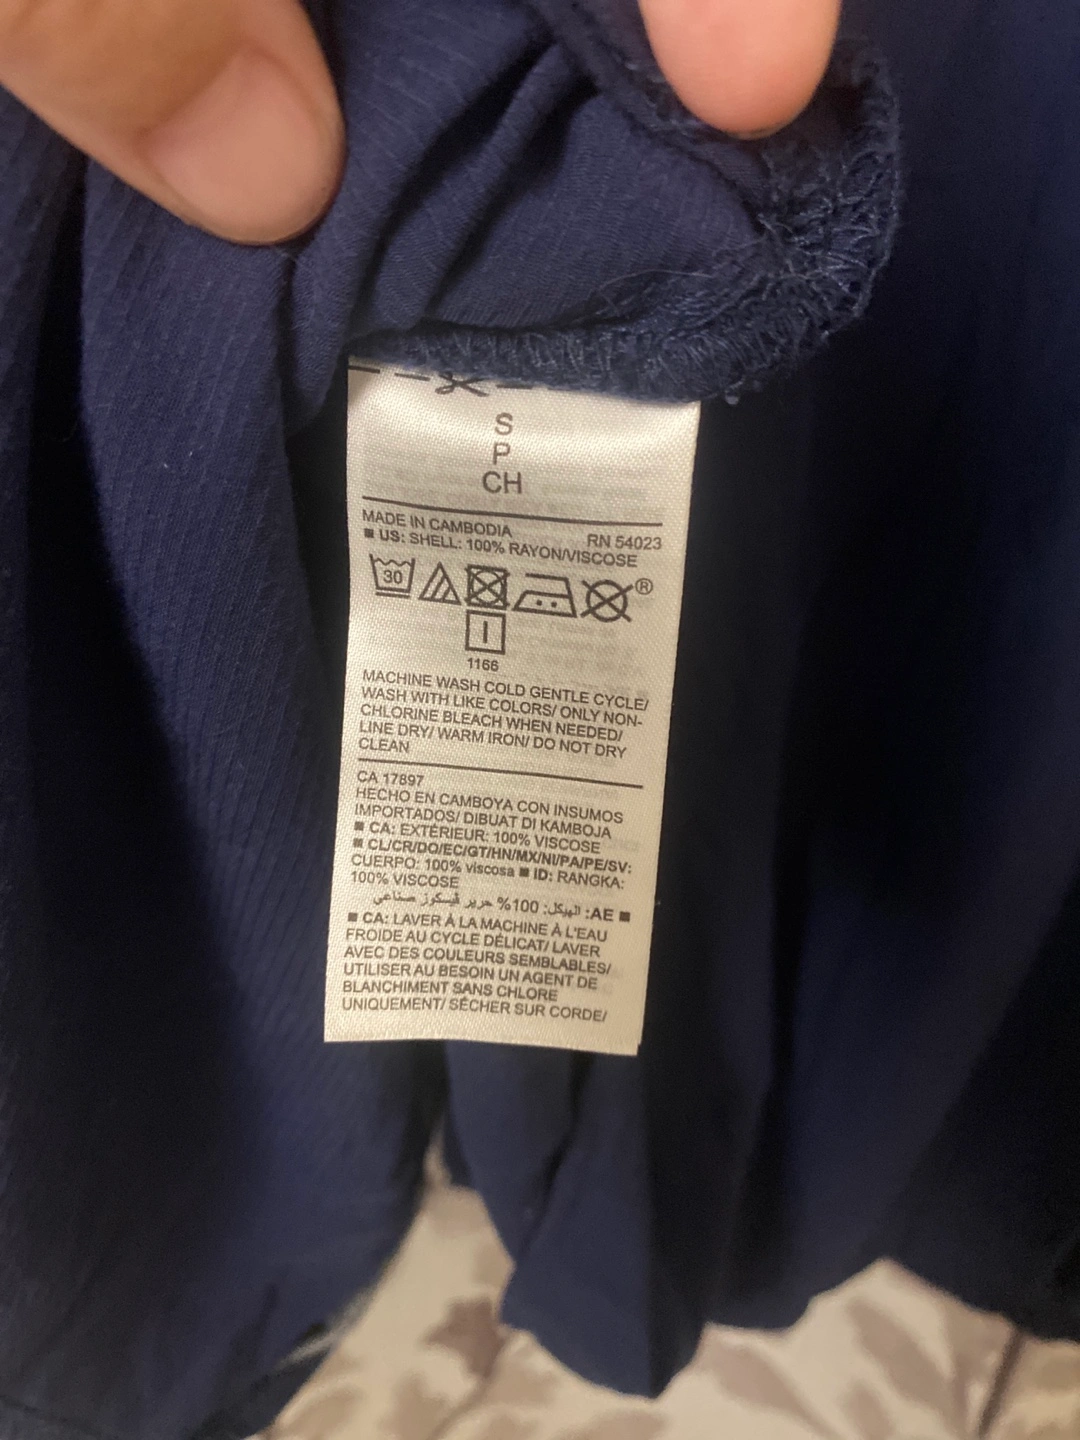 S
P
CH
MADE IN CAMBODIA RN 54023
■ US: SHELL: 100% RAYON/VISCOSE
30 ®
1166
MACHINE WASH COLD GENTLE CYCLE/
WASH WITH LIKE COLORS/ ONLY NON-
CHLORINE BLEACH WHEN NEEDED/
LINE DRY/ WARM IRON/ DO NOT DRY
CLEAN
CA 17897
HECHO EN CAMBOYA CON INSUMOS
IMPORTADOS/ DIBUAT DI KAMBOJA
■ CA: EXTÉRIEUR: 100% VISCOSE
■ CL/CR/DO/EC/GT/HN/MX/NI/PA/PE/SV:
CUERPO: 100% viscosa ■ ID: RANGKA:
100% VISCOSE
■ AE: الهيكل: 100% حرير فيسكوز صناعي
■ CA: LAVER À LA MACHINE À L'EAU
FROIDE AU CYCLE DÉLICAT/ LAVER
AVEC DES COULEURS SEMBLABLES/
UTILISER AU BESOIN UN AGENT DE
BLANCHIMENT SANS CHLORE
UNIQUEMENT/ SÉCHER SUR CORDE/